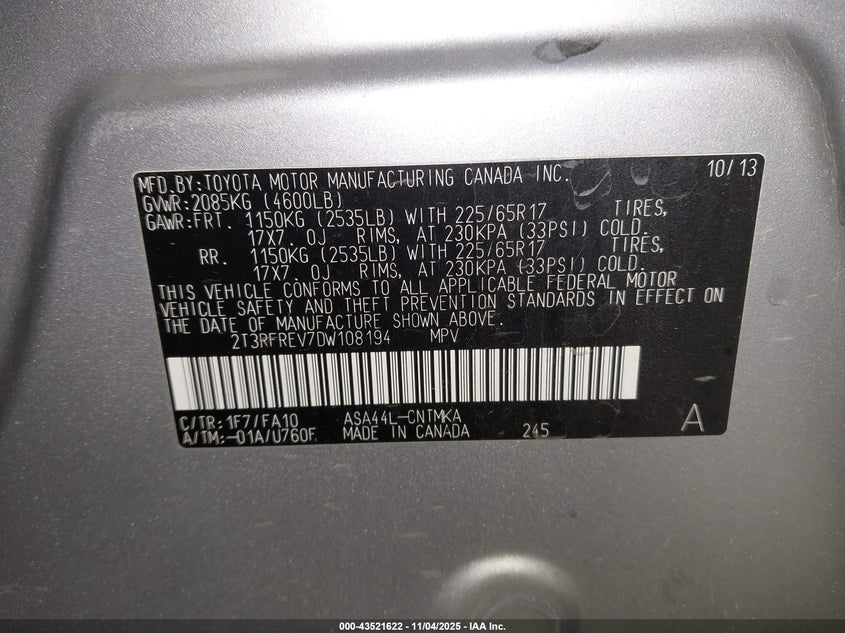 MFD.BY:TOYOTA MOTOR MANUFACTURING CANADA INC. 10/13
GVWR:2085KG (4600LB)
GAWR:FRT. 1150KG (2535LB) WITH 225/65R17 TIRES,
17X7. 0J RIMS, AT 230KPA (33PSI) COLD.
RR. 1150KG (2535LB) WITH 225/65R17 TIRES,
17X7. 0J RIMS, AT 230KPA (33PSI) COLD.
THIS VEHICLE CONFORMS TO ALL APPLICABLE FEDERAL MOTOR
VEHICLE SAFETY AND THEFT PREVENTION STANDARDS IN EFFECT ON
THE DATE OF MANUFACTURE SHOWN ABOVE.
2T3RFREV7DW108194 MPV
C/TR:1F7/FA10 ASA44L-CNTMKA
A/TM:-01A/U760F MADE IN CANADA 245 A
000-43521622 - 11/04/2025 - IAA Inc.